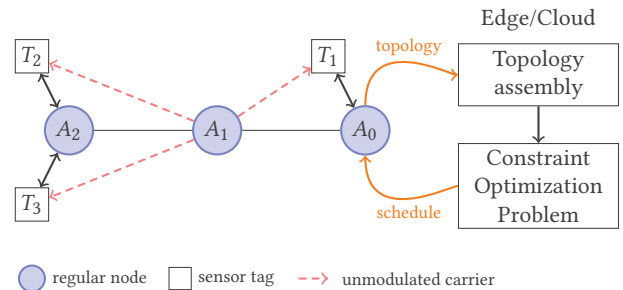 Edge/Cloud
T₂
T₁
topology
Topology
assembly
A₂
A₁
A₀
T₃
schedule
Constraint
Optimization
Problem
regular node
sensor tag
unmodulated carrier